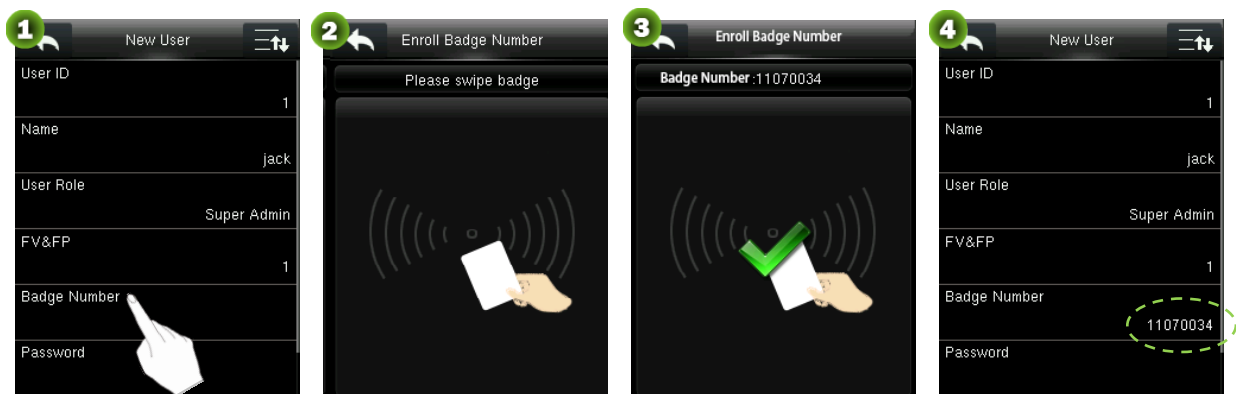 1
New User
User ID
1
Name
jack
User Role
Super Admin
FV&FP
1
Badge Number
Password
2
Enroll Badge Number
Please swipe badge
3
Enroll Badge Number
Badge Number :11070034
4
New User
User ID
1
Name
jack
User Role
Super Admin
FV&FP
1
Badge Number
11070034
Password